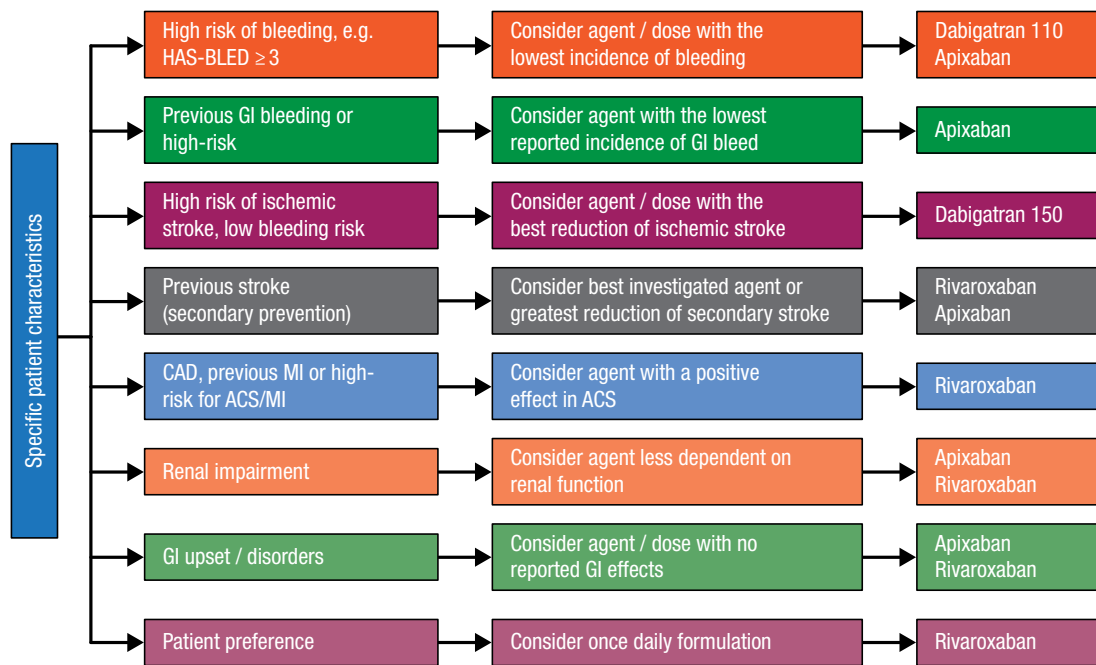 Specific patient characteristics
High risk of bleeding, e.g.
HAS-BLED ≥ 3
Consider agent / dose with the
lowest incidence of bleeding
Dabigatran 110
Apixaban
Previous GI bleeding or
high-risk
Consider agent with the lowest
reported incidence of GI bleed
Apixaban
High risk of ischemic
stroke, low bleeding risk
Consider agent / dose with the
best reduction of ischemic stroke
Dabigatran 150
Previous stroke
(secondary prevention)
Consider best investigated agent or
greatest reduction of secondary stroke
Rivaroxaban
Apixaban
CAD, previous MI or high-
risk for ACS/MI
Consider agent with a positive
effect in ACS
Rivaroxaban
Renal impairment
Consider agent less dependent on
renal function
Apixaban
Rivaroxaban
GI upset / disorders
Consider agent / dose with no
reported GI effects
Apixaban
Rivaroxaban
Patient preference
Consider once daily formulation
Rivaroxaban